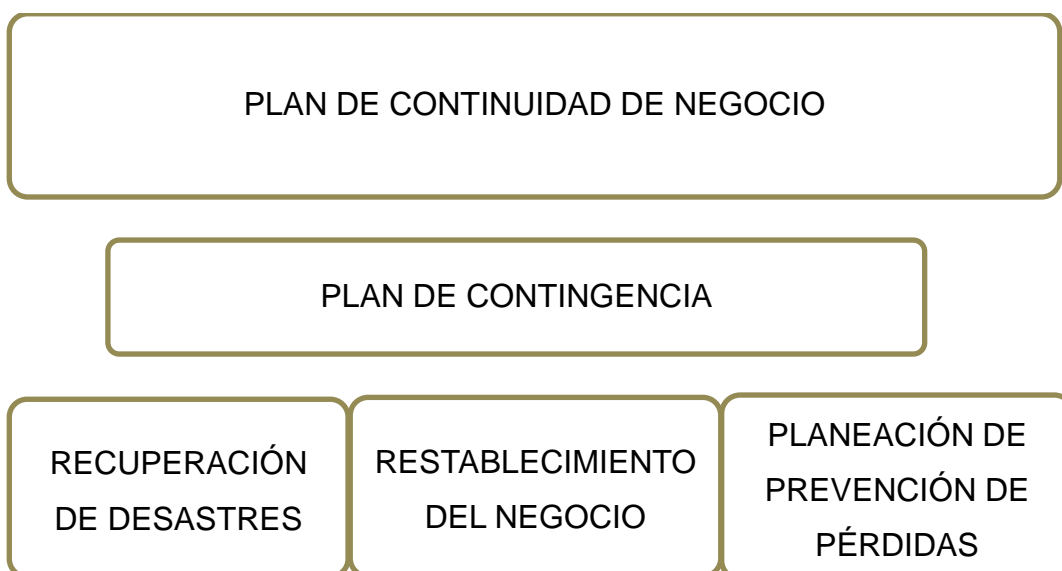 PLAN DE CONTINUIDAD DE NEGOCIO
PLAN DE CONTINGENCIA
RECUPERACIÓN
DE DESASTRES
RESTABLECIMIENTO
DEL NEGOCIO
PLANEACIÓN DE
PREVENCIÓN DE
PÉRDIDAS